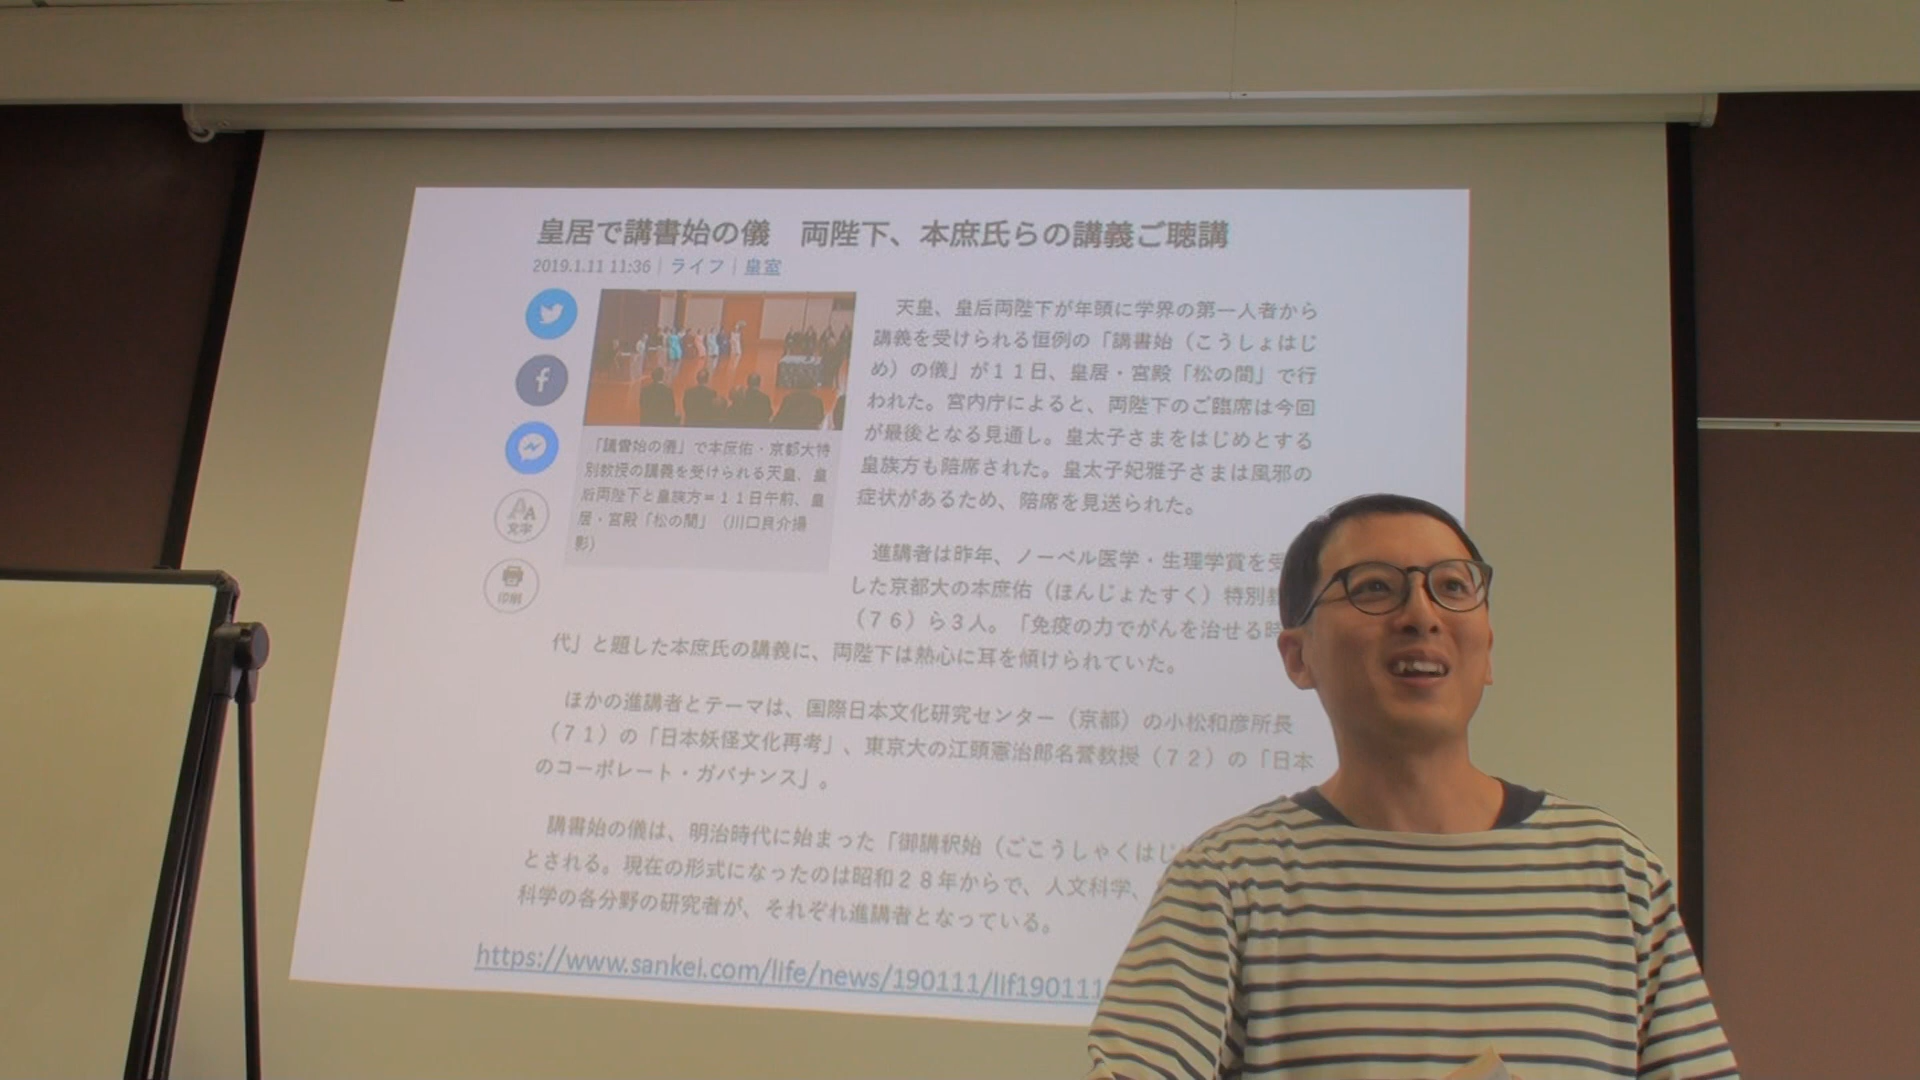 皇居で講書始の儀　両陛下、本庶氏らの講義ご聴講
2019.1.11 11:36｜ライフ｜皇室
文字
印刷
「講書始の儀」で本庶佑・京都大特
別教授の講義を受けられる天皇、皇
后両陛下と皇族方＝１１日午前、皇
居・宮殿「松の間」（川口良介撮
影）
天皇、皇后両陛下が年頭に学界の第一人者から
講義を受けられる恒例の「講書始（こうしょはじ
め）の儀」が１１日、皇居・宮殿「松の間」で行
われた。宮内庁によると、両陛下のご臨席は今回
が最後となる見通し。皇太子さまをはじめとする
皇族方も陪席された。皇太子妃雅子さまは風邪の
症状があるため、陪席を見送られた。
進講者は昨年、ノーベル医学・生理学賞を受
した京都大の本庶佑（ほんじょたすく）特別教
（７６）ら３人。「免疫の力でがんを治せる時
代」と題した本庶氏の講義に、両陛下は熱心に耳を傾けられていた。
ほかの進講者とテーマは、国際日本文化研究センター（京都）の小松和彦所長
（７１）の「日本妖怪文化再考」、東京大の江頭憲治郎名誉教授（７２）の「日本
のコーポレート・ガバナンス」。
講書始の儀は、明治時代に始まった「御講釈始（ごこうしゃくはじ
とされる。現在の形式になったのは昭和２８年からで、人文科学、
科学の各分野の研究者が、それぞれ進講者となっている。
https://www.sankei.com/life/news/190111/lif190111